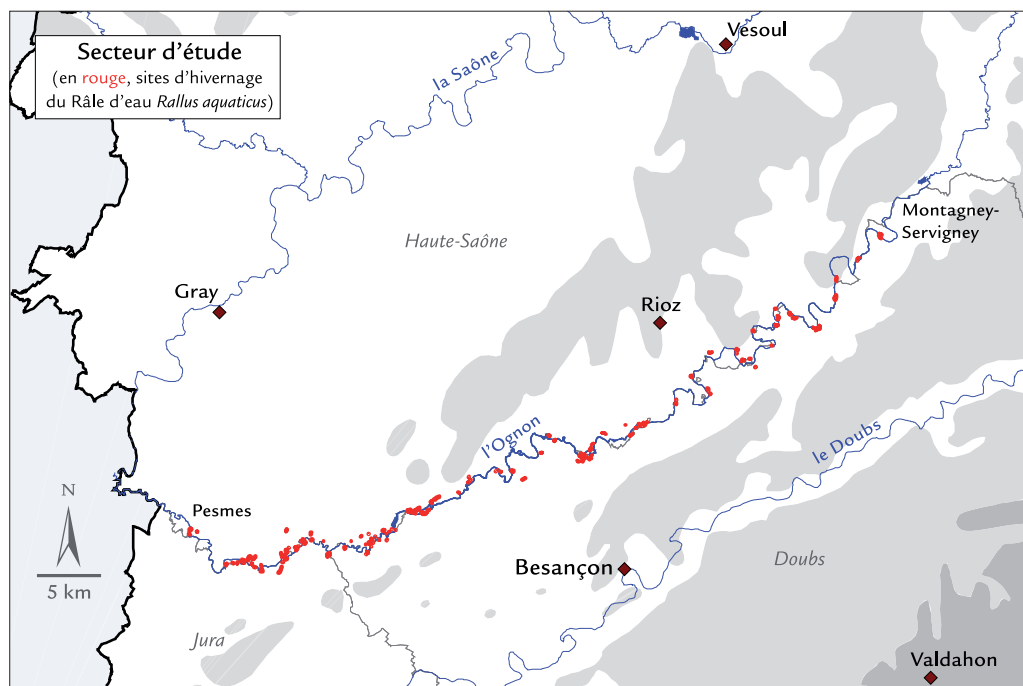 Secteur d'étude
(en rouge, sites d'hivernage
du Râle d'eau Rallus aquaticus)
Vesoul
la Saône
Montagney-
Servigney
Haute-Saône
Gray
Rioz
l'Ognon
le Doubs
Pesmes
N
5 km
Besançon
Doubs
Jura
Valdahon